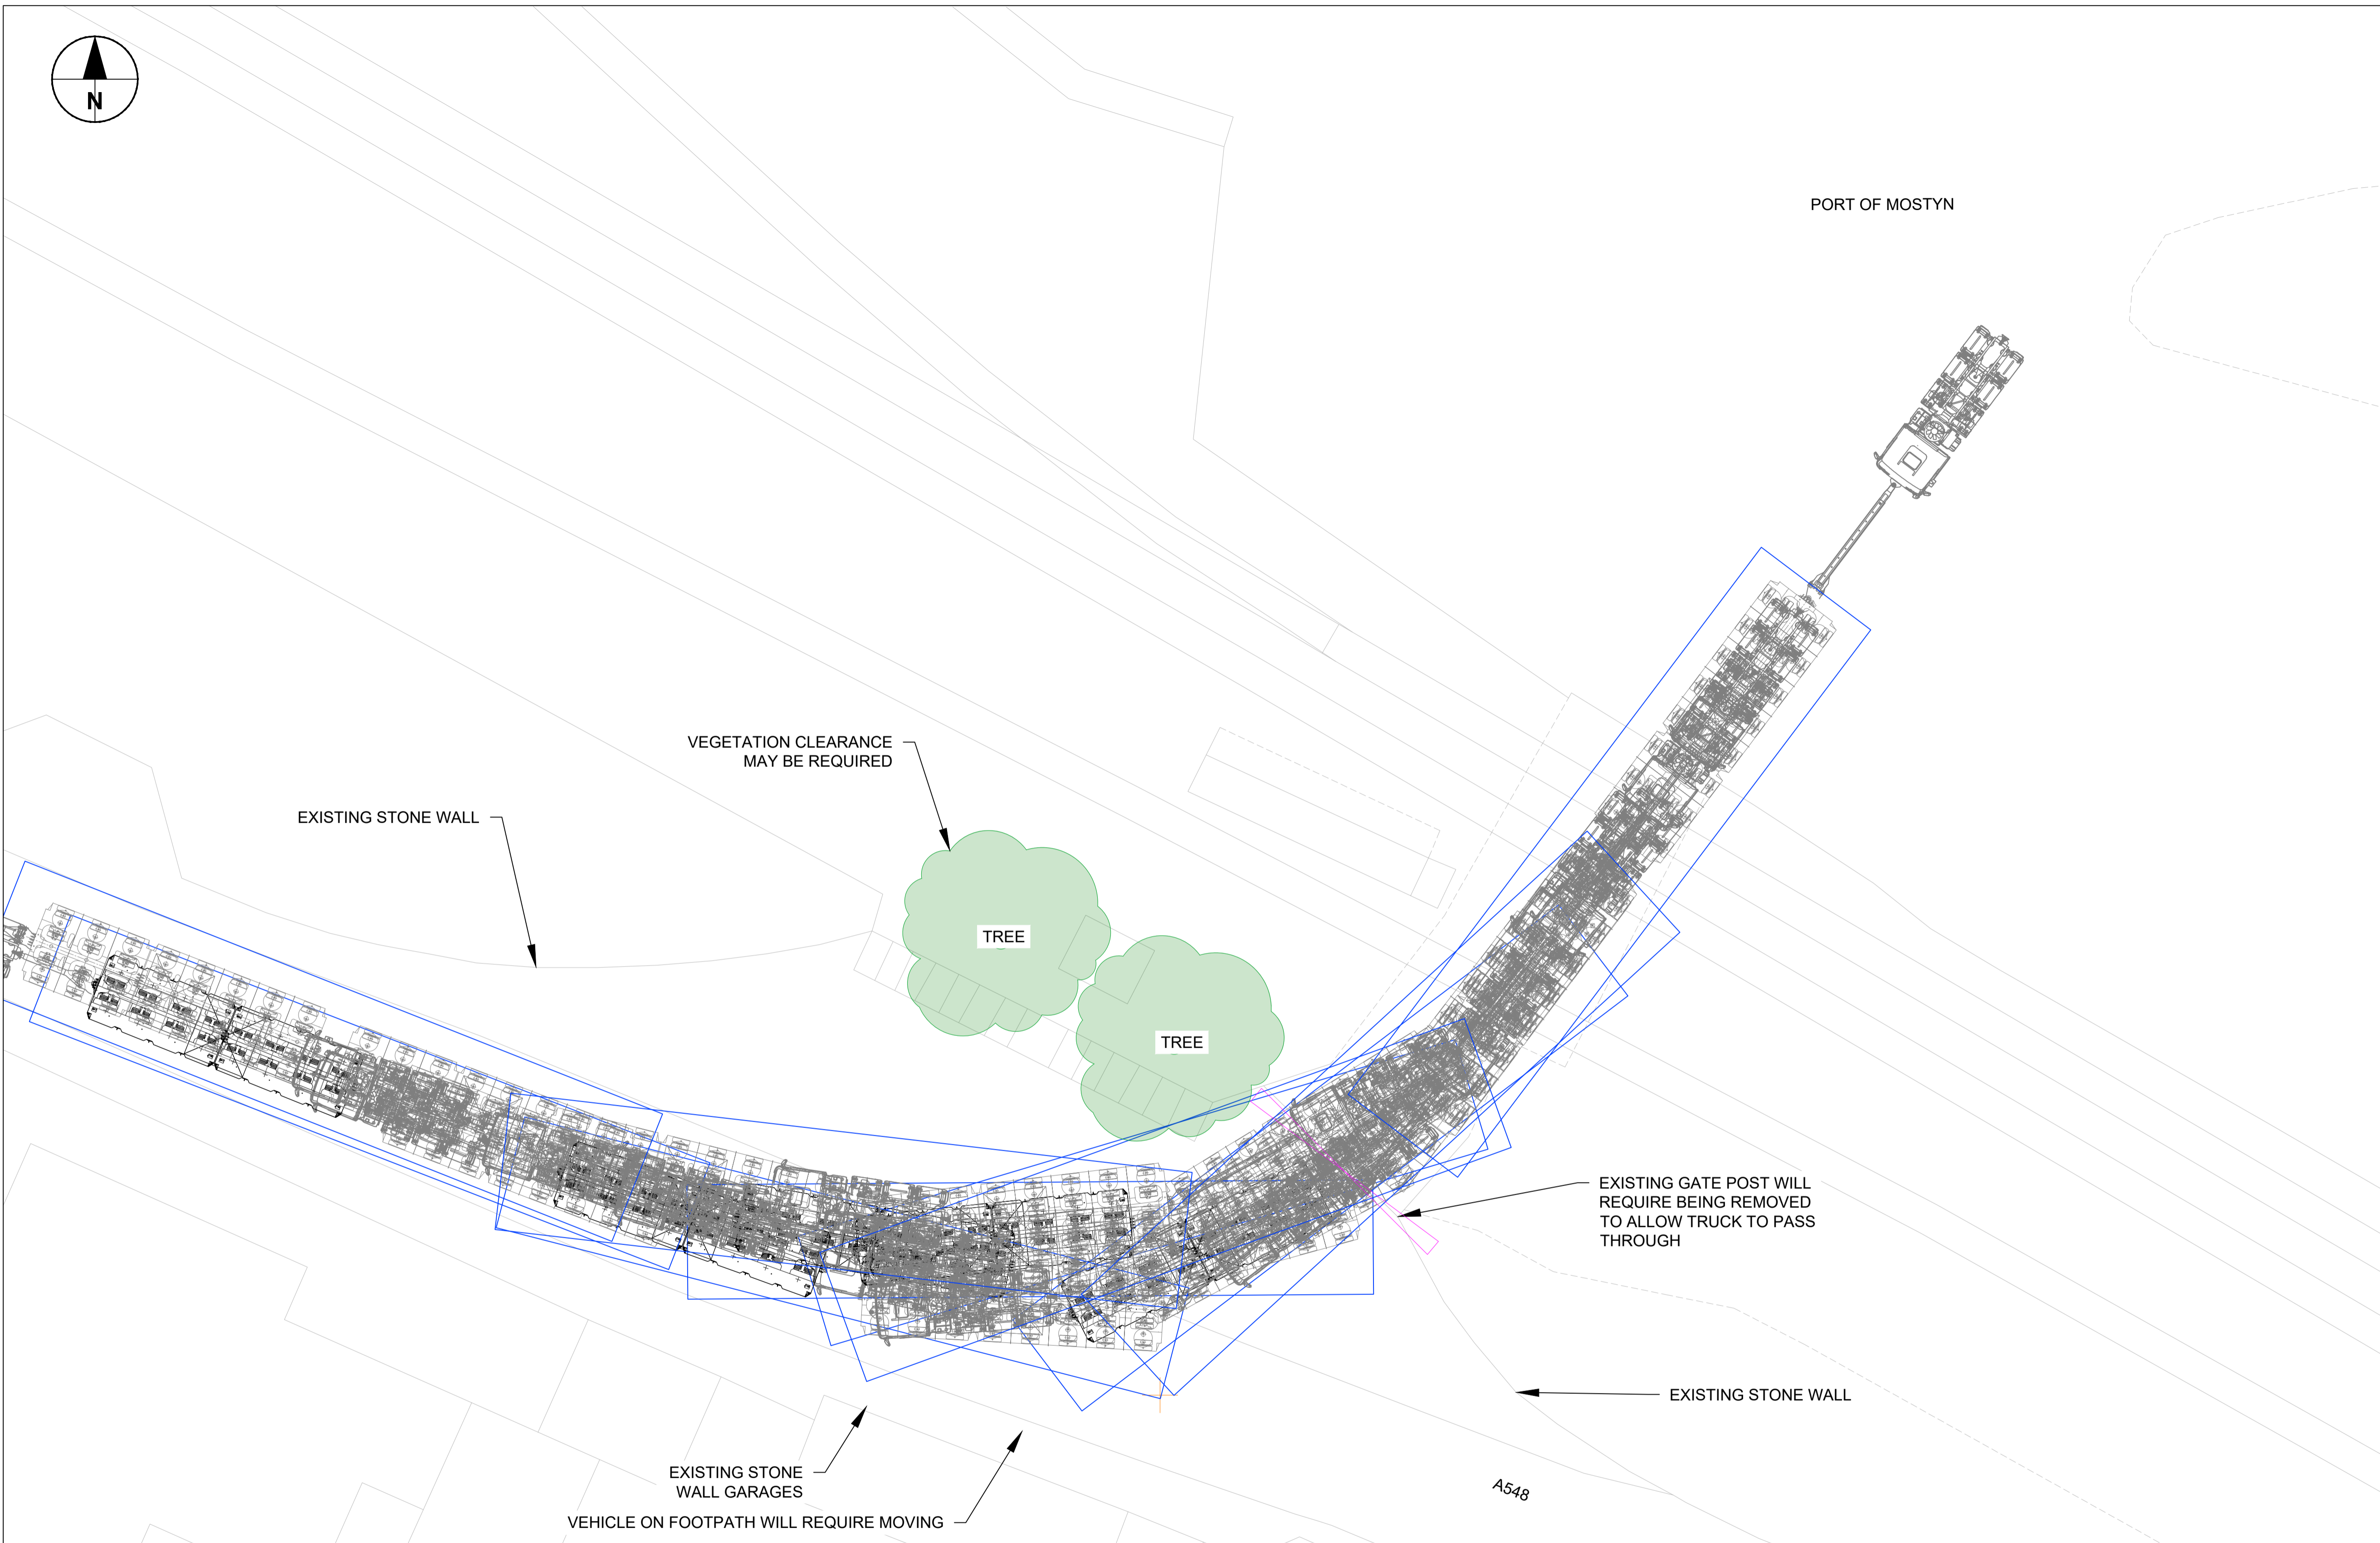 N
PORT OF MOSTYN
VEGETATION CLEARANCE
MAY BE REQUIRED
EXISTING STONE WALL
TREE
TREE
EXISTING GATE POST WILL
REQUIRE BEING REMOVED
TO ALLOW TRUCK TO PASS
THROUGH
EXISTING STONE WALL
EXISTING STONE
WALL GARAGES
A548
VEHICLE ON FOOTPATH WILL REQUIRE MOVING